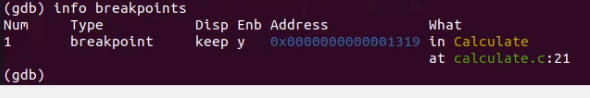 (gdb) info breakpoints
Num     Type           Disp Enb Address            What
1       breakpoint     keep y   0x0000000000001319 in Calculate
                                                   at calculate.c:21
(gdb)